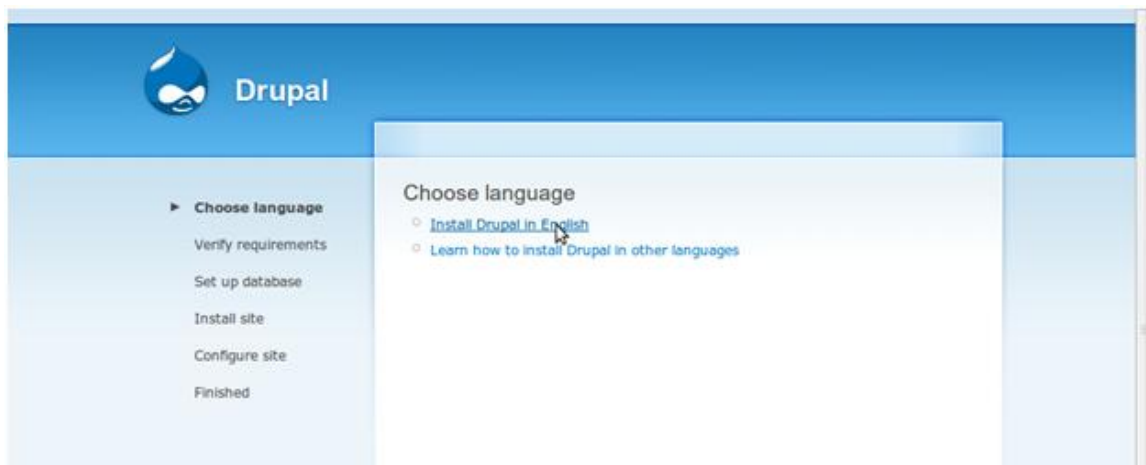 Drupal
Choose language
Verify requirements
Set up database
Install site
Configure site
Finished
Choose language
Install Drupal in English
Learn how to install Drupal in other languages